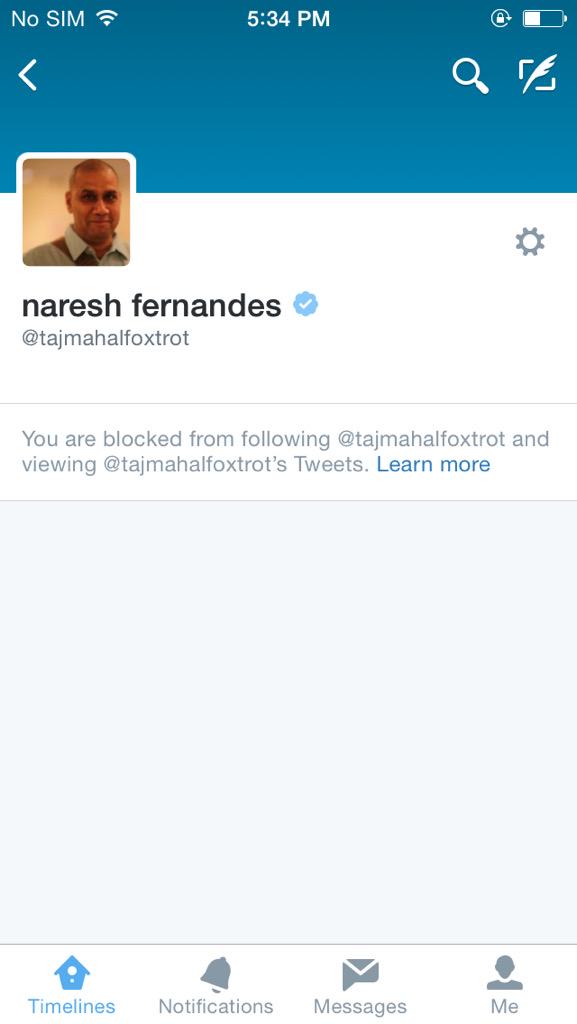 No SIM 5:34 PM
naresh fernandes
@tajmahalfoxtrot
You are blocked from following @tajmahalfoxtrot and
viewing @tajmahalfoxtrot's Tweets. Learn more
Timelines Notifications Messages Me